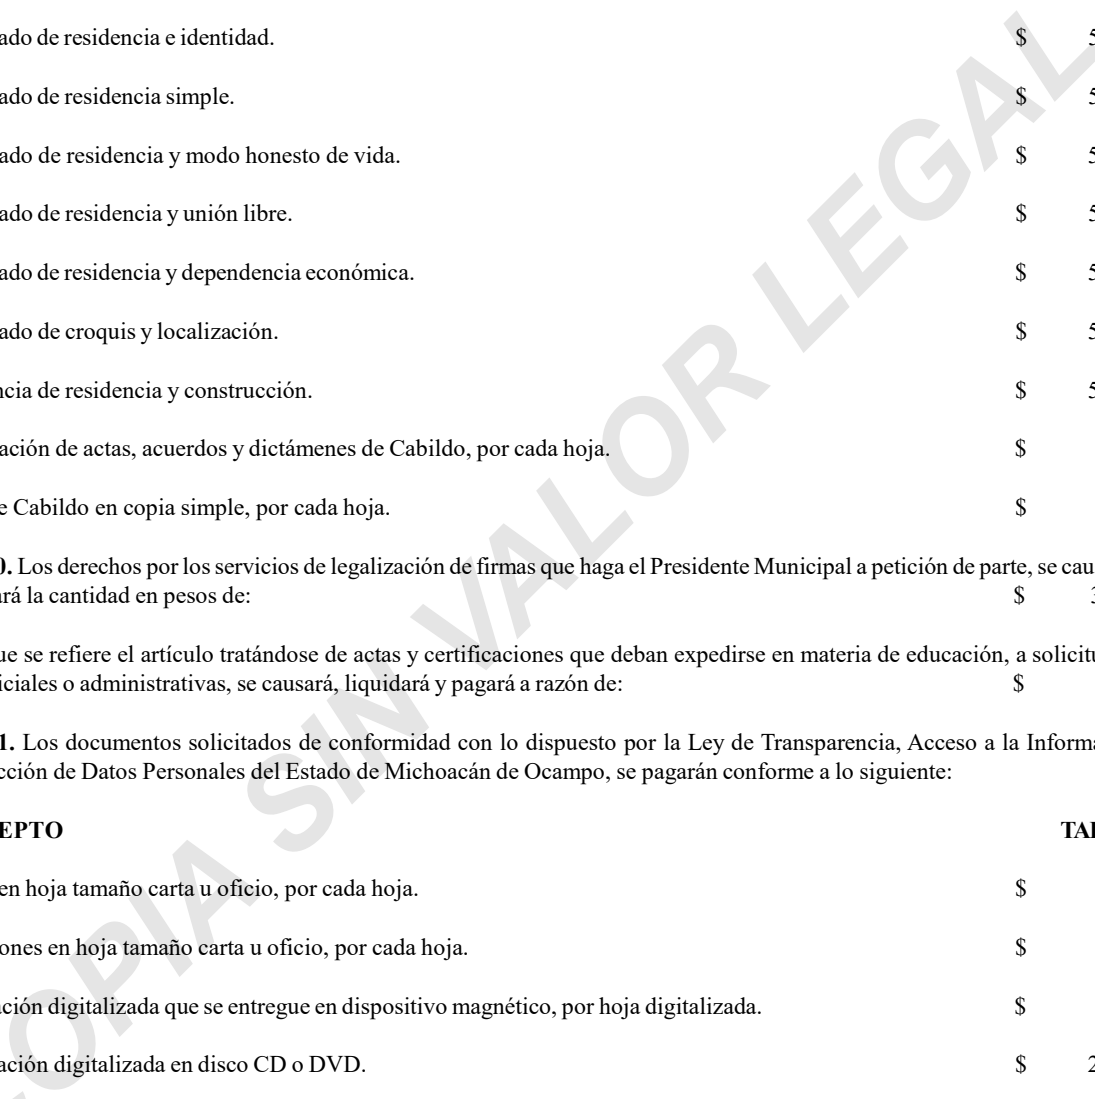 ado de residencia e identidad. $ 5
ado de residencia simple. $ 5
ado de residencia y modo honesto de vida. $ 5
ado de residencia y unión libre. $ 5
ado de residencia y dependencia económica. $ 5
ado de croquis y localización. $ 5
ncia de residencia y construcción. $ 5
ación de actas, acuerdos y dictámenes de Cabildo, por cada hoja. $
e Cabildo en copia simple, por cada hoja. $
0. Los derechos por los servicios de legalización de firmas que haga el Presidente Municipal a petición de parte, se cau
ará la cantidad en pesos de: $ 3
ue se refiere el artículo tratándose de actas y certificaciones que deban expedirse en materia de educación, a solicitu
iciales o administrativas, se causará, liquidará y pagará a razón de: $
1. Los documentos solicitados de conformidad con lo dispuesto por la Ley de Transparencia, Acceso a la Informa
cción de Datos Personales del Estado de Michoacán de Ocampo, se pagarán conforme a lo siguiente:
EPTO TAR
en hoja tamaño carta u oficio, por cada hoja. $
ones en hoja tamaño carta u oficio, por cada hoja. $
ación digitalizada que se entregue en dispositivo magnético, por hoja digitalizada. $
ación digitalizada en disco CD o DVD. $ 2
COPIA SIN VALOR LEGAL